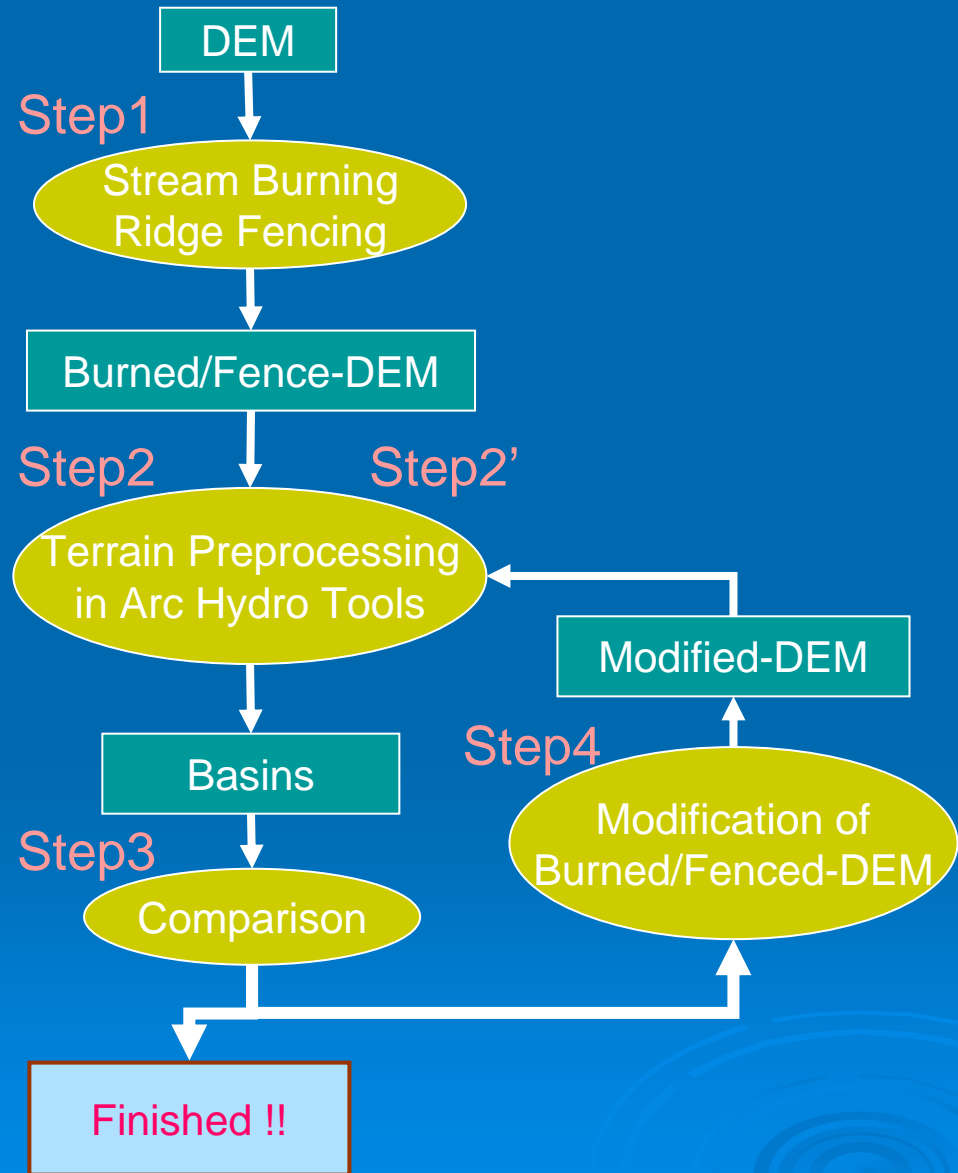 DEM
Step1
Stream Burning
Ridge Fencing
Burned/Fence-DEM
Step2
Step2’
Terrain Preprocessing
in Arc Hydro Tools
Modified-DEM
Step4
Basins
Modification of
Burned/Fenced-DEM
Step3
Comparison
Finished !!